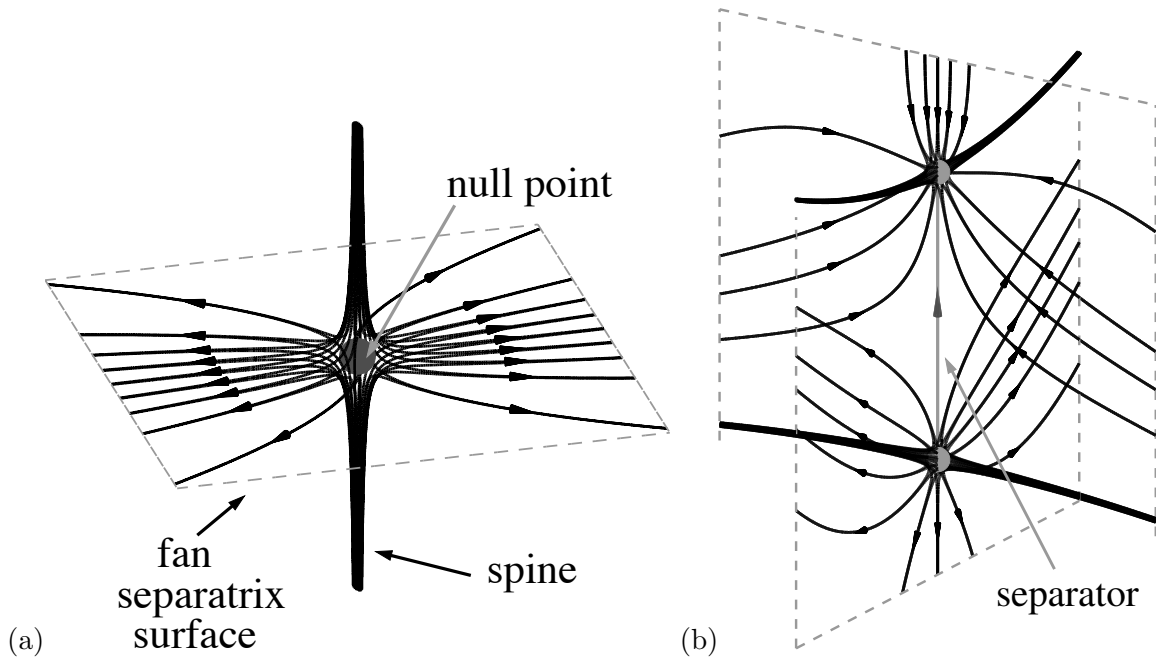 null point
fan
separatrix
surface
spine
(a)
separator
(b)